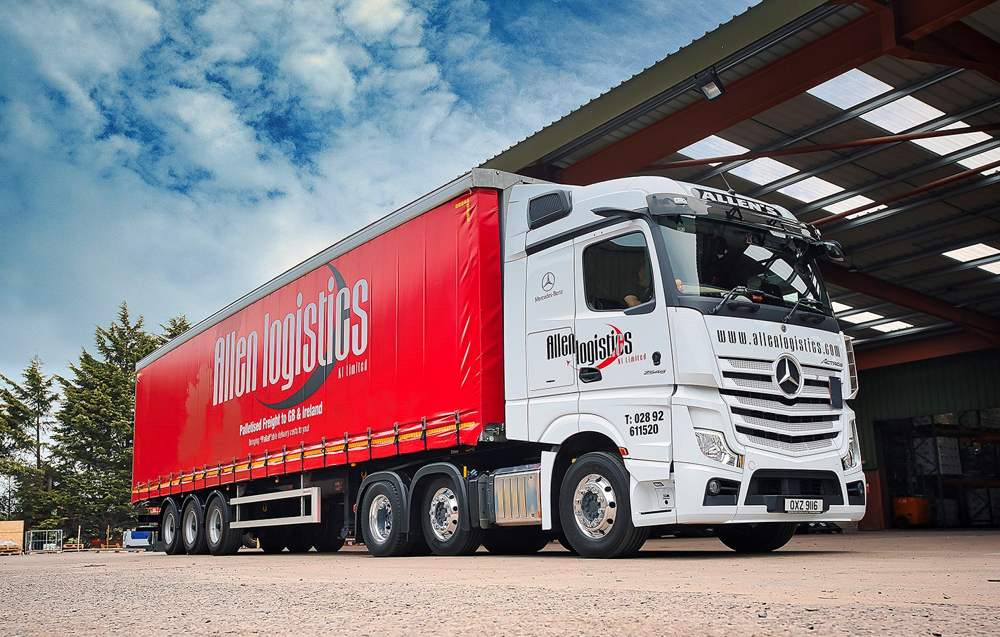 ALLEN'S
Allen logistics
NI Limited
Palletised Freight to GB & Ireland
Bringing "Pallet"able delivery costs to you!
Mercedes-Benz
Allen logistics
NI Limited
2548
T: 028 92
611520
www.allenlogistics.com
ACTROS
OXZ 9116